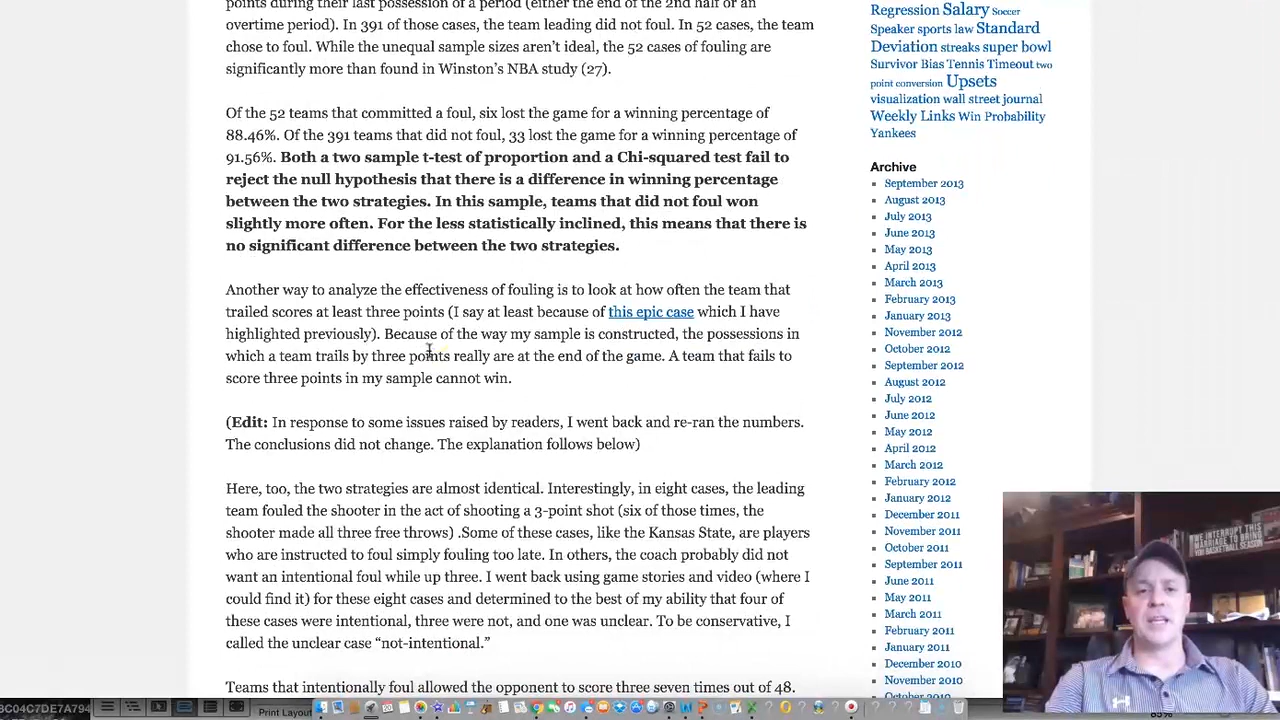 points during their last possession of a period (either the end of the 2nd half or an
overtime period). In 391 of those cases, the team leading did not foul. In 52 cases, the team
chose to foul. While the unequal sample sizes aren't ideal, the 52 cases of fouling are
significantly more than found in Winston's NBA study (27).
Of the 52 teams that committed a foul, six lost the game for a winning percentage of
88.46%. Of the 391 teams that did not foul, 33 lost the game for a winning percentage of
91.56%. Both a two sample t-test of proportion and a Chi-squared test fail to
reject the null hypothesis that there is a difference in winning percentage
between the two strategies. In this sample, teams that did not foul won
slightly more often. For the less statistically inclined, this means that there is
no significant difference between the two strategies.
Another way to analyze the effectiveness of fouling is to look at how often the team that
trailed scores at least three points (I say at least because of this epic case which I have
highlighted previously). Because of the way my sample is constructed, the possessions in
which a team trails by three points really are at the end of the game. A team that fails to
score three points in my sample cannot win.
(Edit: In response to some issues raised by readers, I went back and re-ran the numbers.
The conclusions did not change. The explanation follows below)
Here, too, the two strategies are almost identical. Interestingly, in eight cases, the leading
team fouled the shooter in the act of shooting a 3-point shot (six of those times, the
shooter made all three free throws) .Some of these cases, like the Kansas State, are players
who are instructed to foul simply fouling too late. In others, the coach probably did not
want an intentional foul while up three. I went back using game stories and video (where I
could find it) for these eight cases and determined to the best of my ability that four of
these cases were intentional, three were not, and one was unclear. To be conservative, I
called the unclear case "not-intentional."
Teams that intentionally foul allowed the opponent to score three seven times out of 48.
Regression Salary Soccer
Speaker sports law Standard
Deviation streaks super bowl
Survivor Bias Tennis Timeout two
point conversion Upsets
visualization wall street journal
Weekly Links Win Probability
Yankees
Archive
September 2013
August 2013
July 2013
June 2013
May 2013
April 2013
March 2013
February 2013
January 2013
November 2012
October 2012
September 2012
August 2012
July 2012
June 2012
May 2012
April 2012
March 2012
February 2012
January 2012
December 2011
November 2011
October 2011
September 2011
June 2011
May 2011
March 2011
February 2011
January 2011
December 2010
November 2010
October 2010
WE INTERRUPT THIS
MARRIAGE TO BRING
YOU BASKETBALL SEASON
8C04C7DE7A794
Print Layout